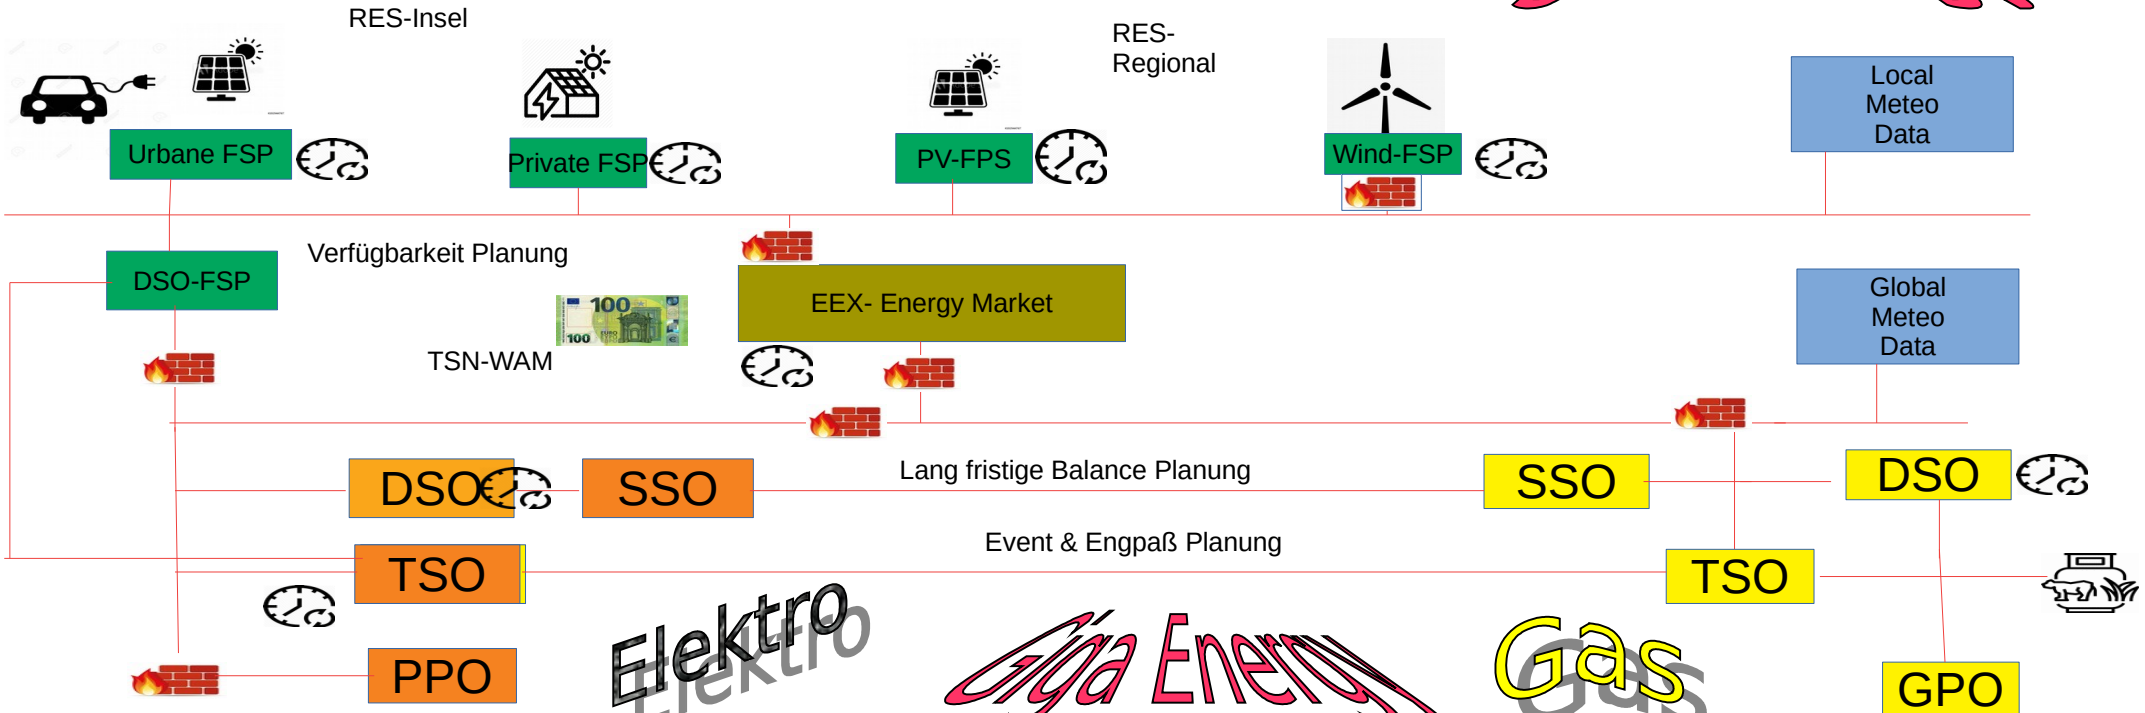 RES-Insel
RES-
Regional
Local
Meteo
Data
Urbane FSP
Private FSP
PV-FPS
Wind-FSP
Verfügbarkeit Planung
DSO-FSP
EEX- Energy Market
Global
Meteo
Data
100
100
TSN-WAM
DSO
SSO
Lang fristige Balance Planung
SSO
DSO
Event & Engpaß Planung
TSO
TSO
Elektro
Giga Energy
Gas
PPO
GPO